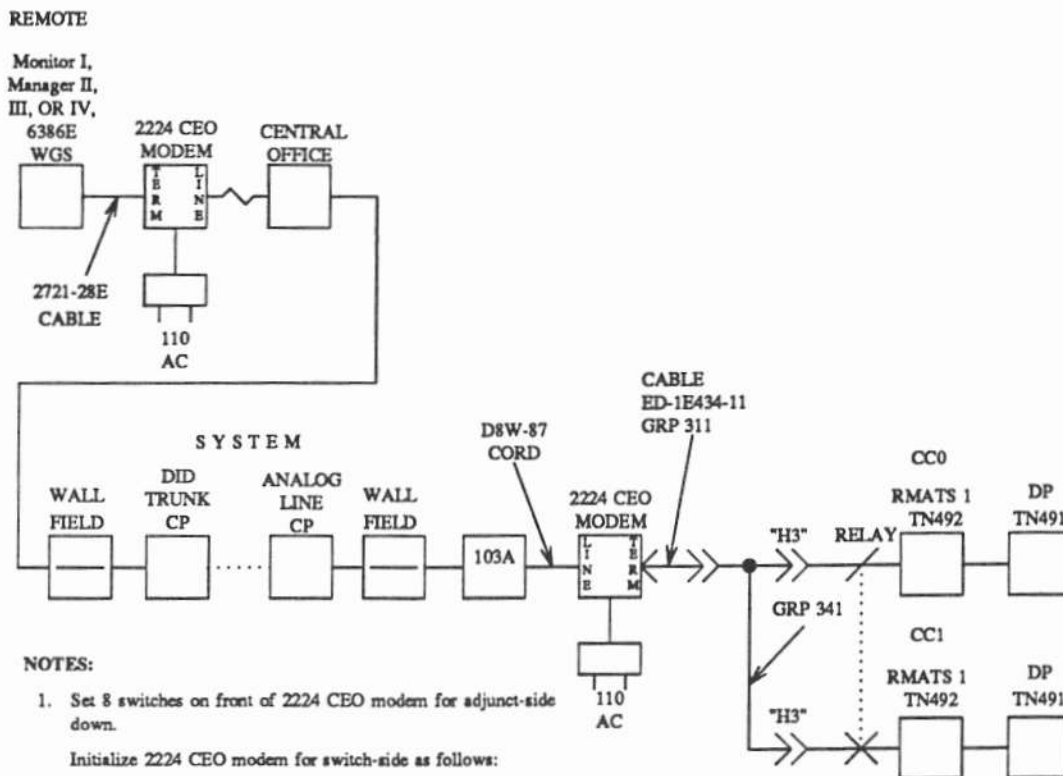 REMOTE
Monitor I,
Manager II,
III, OR IV,
6386E
WGS
2224 CEO
MODEM
CENTRAL
OFFICE
TERM
LINE
2721-28E
CABLE
110
AC
SYSTEM
WALL
FIELD
DID
TRUNK
CP
ANALOG
LINE
CP
WALL
FIELD
103A
D8W-87
CORD
2224 CEO
MODEM
LINE
TERM
110
AC
CABLE
ED-1E434-11
GRP 311
"H3"
RELAY
CC0
RMATS 1
TN492
DP
TN491
GRP 341
CC1
"H3"
RMATS 1
TN492
DP
TN491
NOTES:
1. Set 8 switches on front of 2224 CEO modem for adjunct-side
down.
Initialize 2224 CEO modem for switch-side as follows: